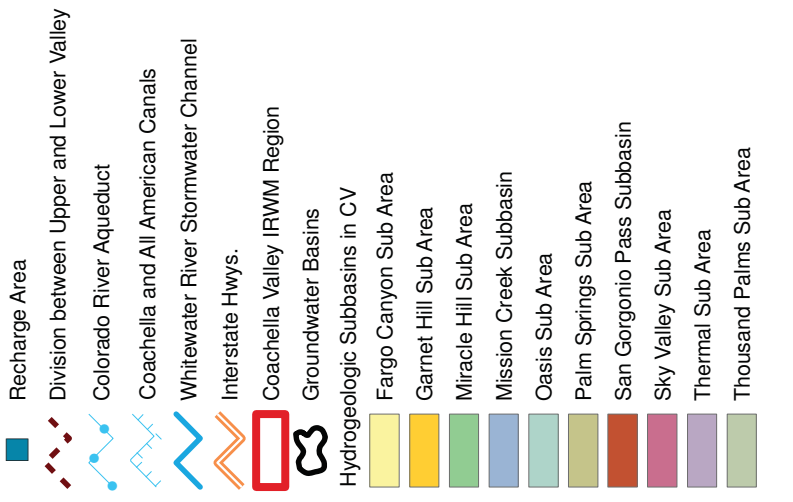 Recharge Area
Division between Upper and Lower Valley
Colorado River Aqueduct
Coachella and All American Canals
Whitewater River Stormwater Channel
Interstate Hwys.
Coachella Valley IRWM Region
Groundwater Basins
Hydrogeologic Subbasins in CV
Fargo Canyon Sub Area
Garnet Hill Sub Area
Miracle Hill Sub Area
Mission Creek Subbasin
Oasis Sub Area
Palm Springs Sub Area
San Gorgonio Pass Subbasin
Sky Valley Sub Area
Thermal Sub Area
Thousand Palms Sub Area